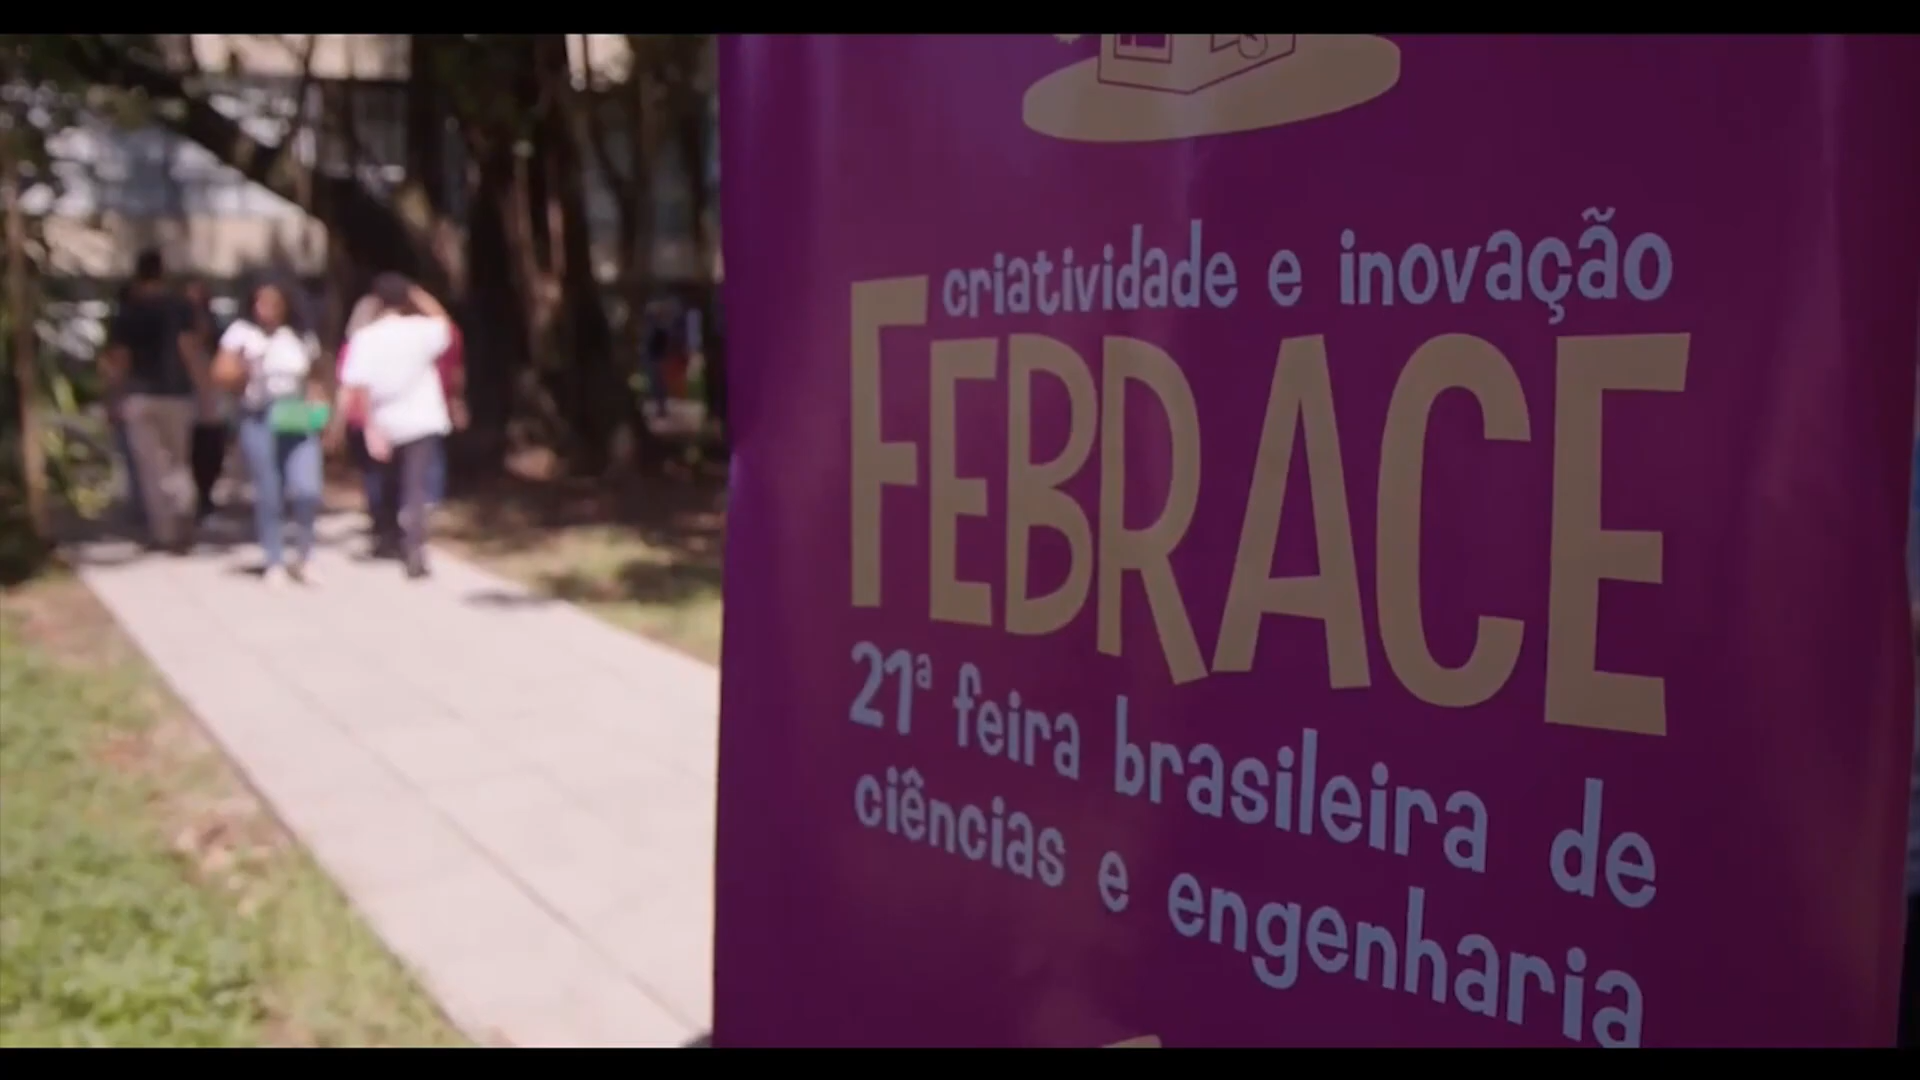 criatividade e inovação
FEBRACE
21ª feira brasileira de
ciências e engenharia